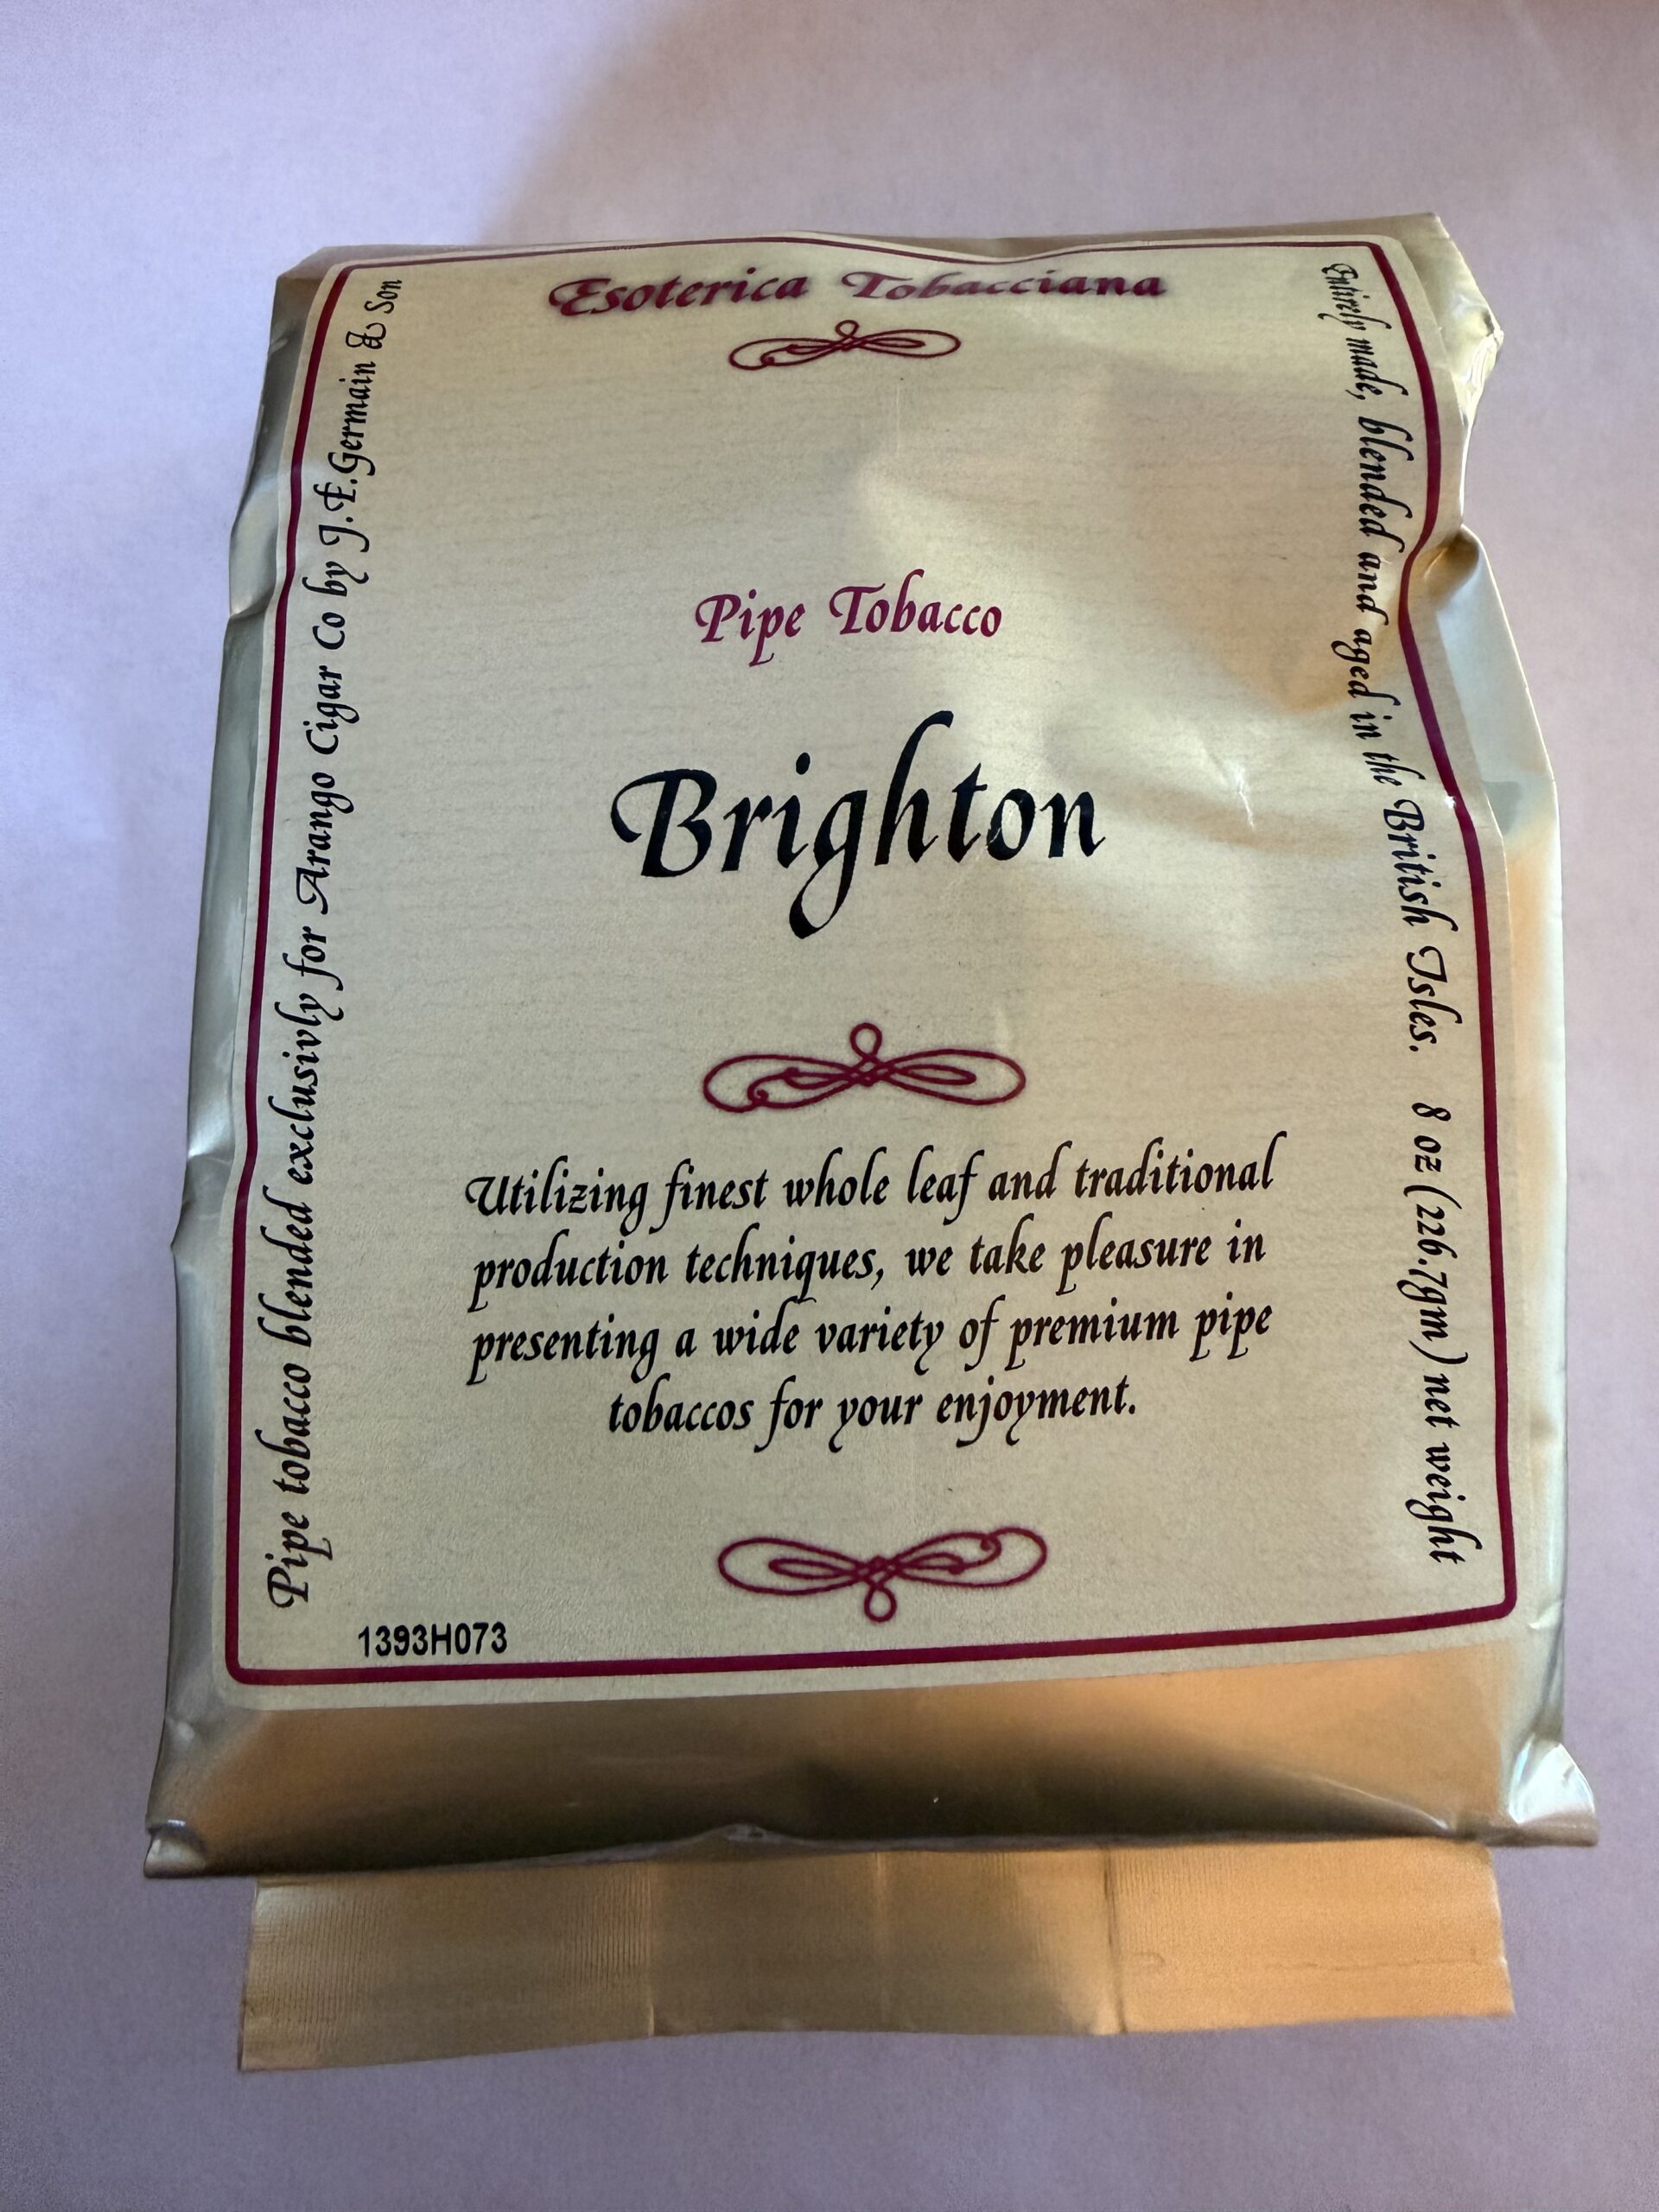 Esoterica Tobacciana
Pipe Tobacco
Brighton
Utilizing finest whole leaf and traditional
production techniques, we take pleasure in
presenting a wide variety of premium pipe
tobaccos for your enjoyment.
Pipe tobacco blended exclusivly for Arango Cigar Co by J.E.Germain & Son
Entirely made, blended and aged in the British Isles. 8 oz (226.7gm) net weight
1393H073